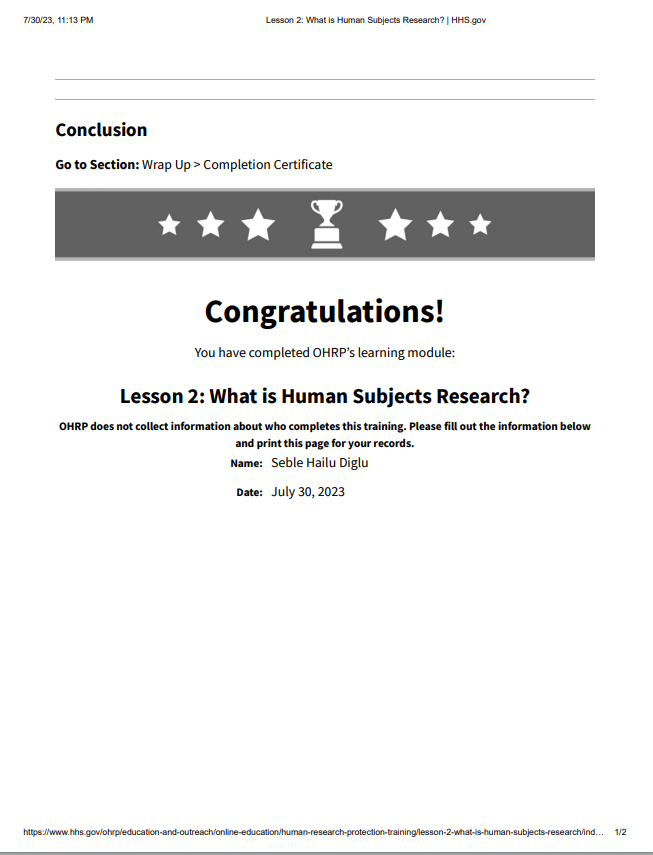 7/30/23, 11:13 PM Lesson 2: What is Human Subjects Research? | HHS.gov
Conclusion
Go to Section: Wrap Up > Completion Certificate
Congratulations!
You have completed OHRP's learning module:
Lesson 2: What is Human Subjects Research?
OHRP does not collect information about who completes this training. Please fill out the information below
and print this page for your records.
Name: Seble Hailu Diglu
Date: July 30, 2023
https://www.hhs.gov/ohrp/education-and-outreach/online-education/human-research-protection-training/lesson-2-what-is-human-subjects-research/ind… 1/2